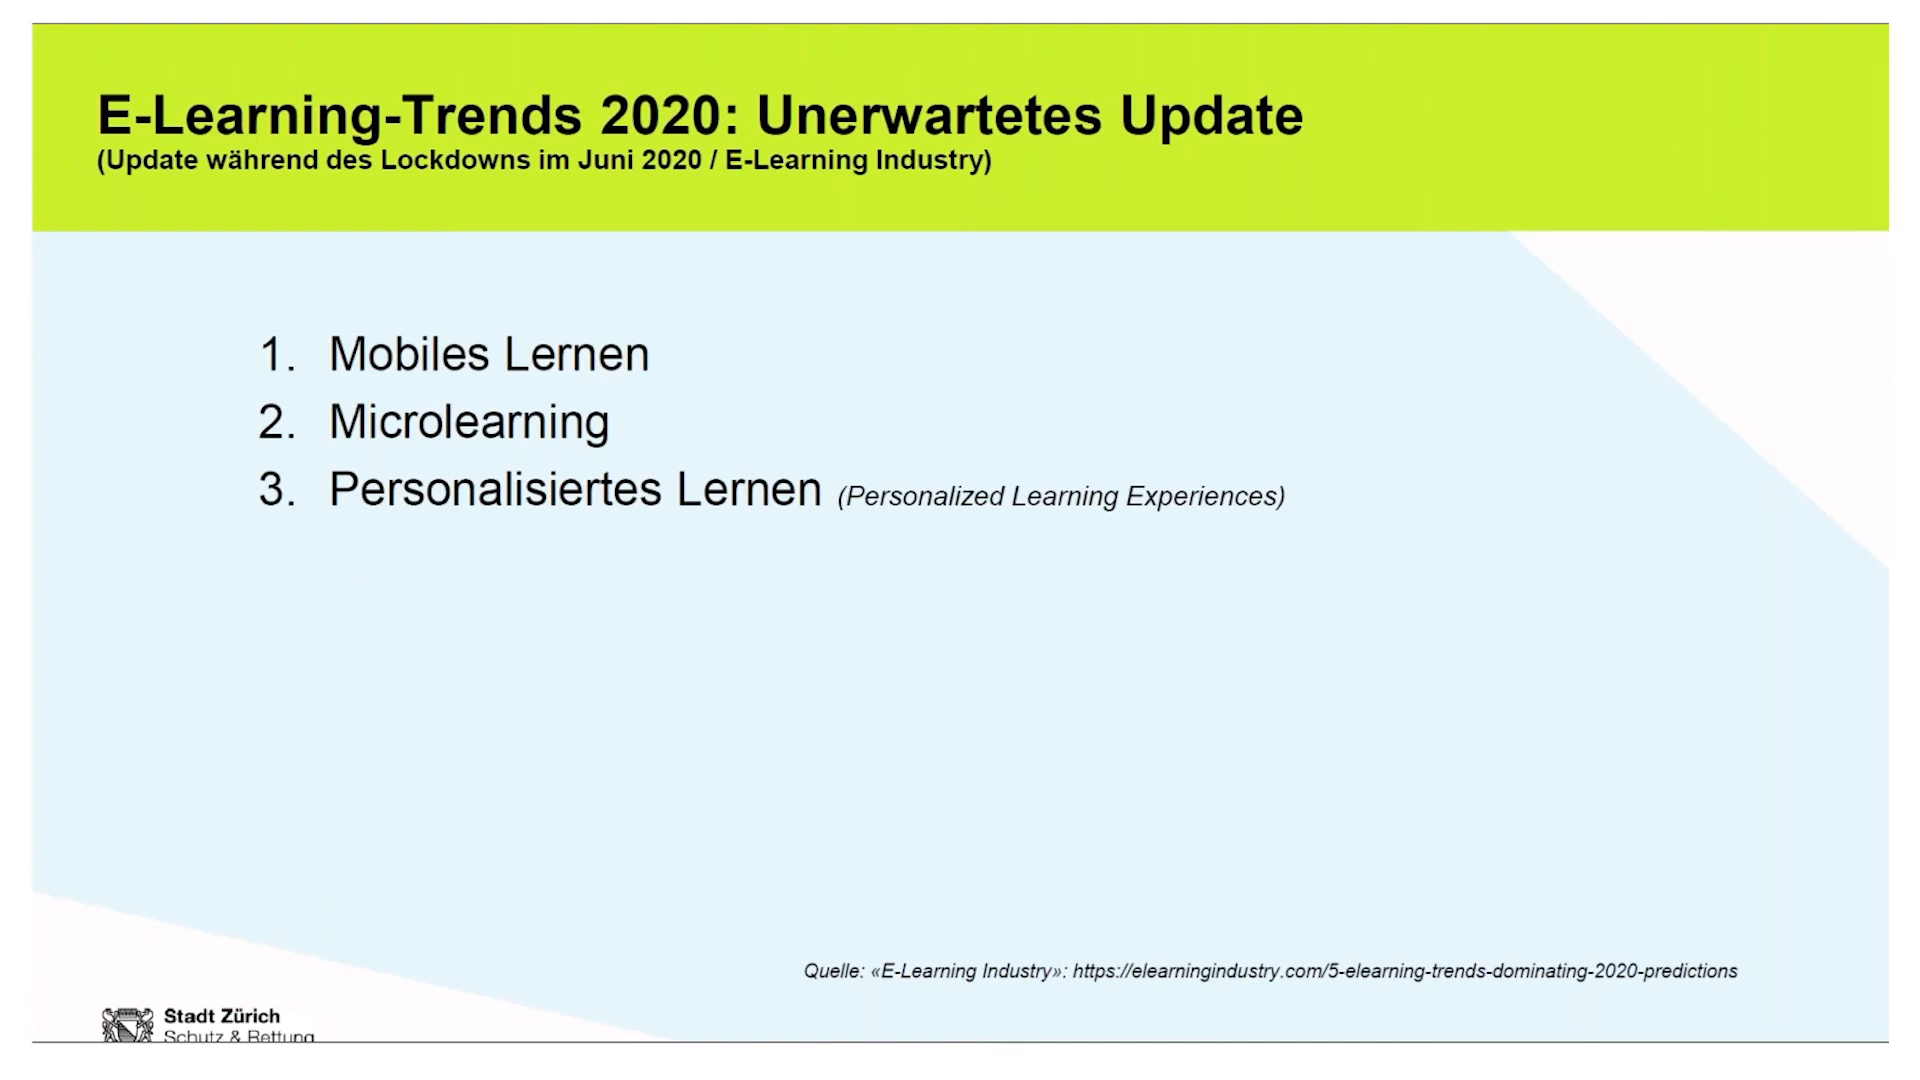 E-Learning-Trends 2020: Unerwartetes Update
(Update während des Lockdowns im Juni 2020 / E-Learning Industry)
1. Mobiles Lernen
2. Microlearning
3. Personalisiertes Lernen (Personalized Learning Experiences)
Quelle: «E-Learning Industry»: https://elearningindustry.com/5-elearning-trends-dominating-2020-predictions
Stadt Zürich
Schutz & Rettung